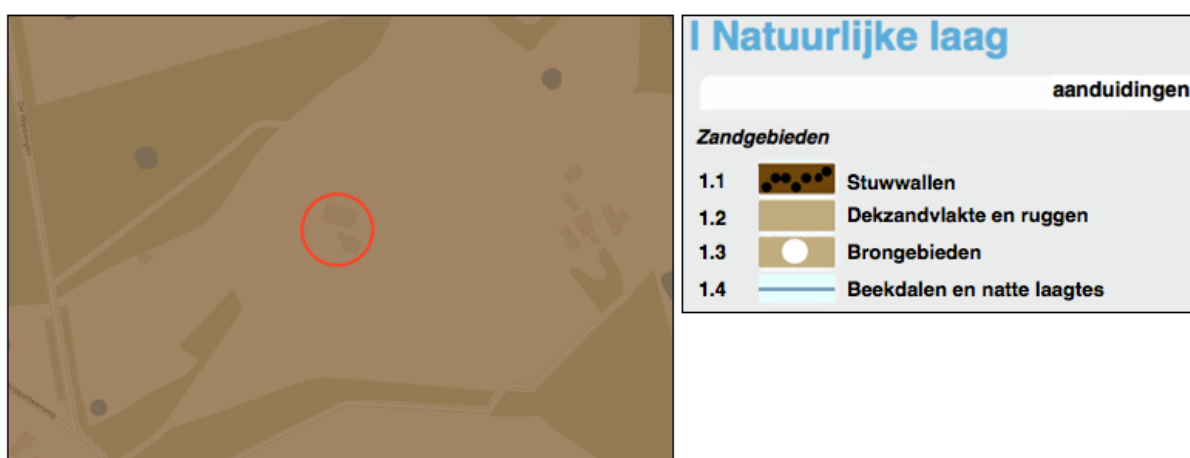 I Natuurlijke laag
aanduidingen
Zandgebieden
1.1 Stuwwallen
1.2 Dekzandvlakte en ruggen
1.3 Brongebieden
1.4 Beekdalen en natte laagtes